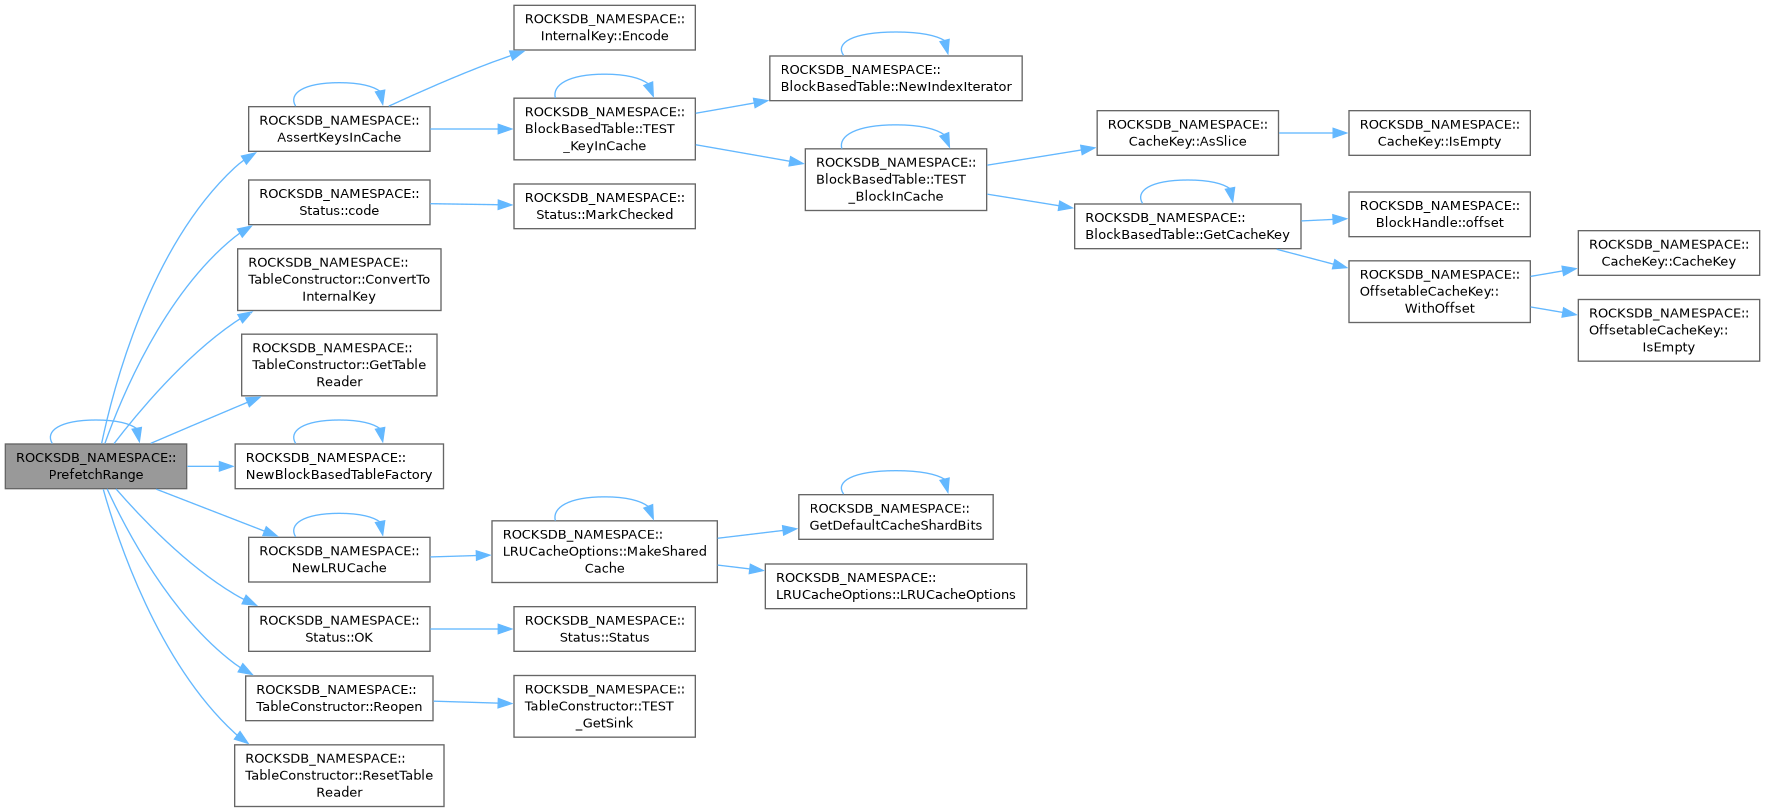 ROCKSDB_NAMESPACE::
PrefetchRange
ROCKSDB_NAMESPACE::
AssertKeysInCache
ROCKSDB_NAMESPACE::
InternalKey::Encode
ROCKSDB_NAMESPACE::
BlockBasedTable::TEST
_KeyInCache
ROCKSDB_NAMESPACE::
BlockBasedTable::NewIndexIterator
ROCKSDB_NAMESPACE::
BlockBasedTable::TEST
_BlockInCache
ROCKSDB_NAMESPACE::
CacheKey::AsSlice
ROCKSDB_NAMESPACE::
CacheKey::IsEmpty
ROCKSDB_NAMESPACE::
BlockBasedTable::GetCacheKey
ROCKSDB_NAMESPACE::
BlockHandle::offset
ROCKSDB_NAMESPACE::
OffsetableCacheKey::
WithOffset
ROCKSDB_NAMESPACE::
CacheKey::CacheKey
ROCKSDB_NAMESPACE::
OffsetableCacheKey::
IsEmpty
ROCKSDB_NAMESPACE::
Status::code
ROCKSDB_NAMESPACE::
Status::MarkChecked
ROCKSDB_NAMESPACE::
TableConstructor::ConvertTo
InternalKey
ROCKSDB_NAMESPACE::
TableConstructor::GetTable
Reader
ROCKSDB_NAMESPACE::
NewBlockBasedTableFactory
ROCKSDB_NAMESPACE::
NewLRUCache
ROCKSDB_NAMESPACE::
LRUCacheOptions::MakeShared
Cache
ROCKSDB_NAMESPACE::
GetDefaultCacheShardBits
ROCKSDB_NAMESPACE::
LRUCacheOptions::LRUCacheOptions
ROCKSDB_NAMESPACE::
Status::OK
ROCKSDB_NAMESPACE::
Status::Status
ROCKSDB_NAMESPACE::
TableConstructor::Reopen
ROCKSDB_NAMESPACE::
TableConstructor::TEST
_GetSink
ROCKSDB_NAMESPACE::
TableConstructor::ResetTable
Reader